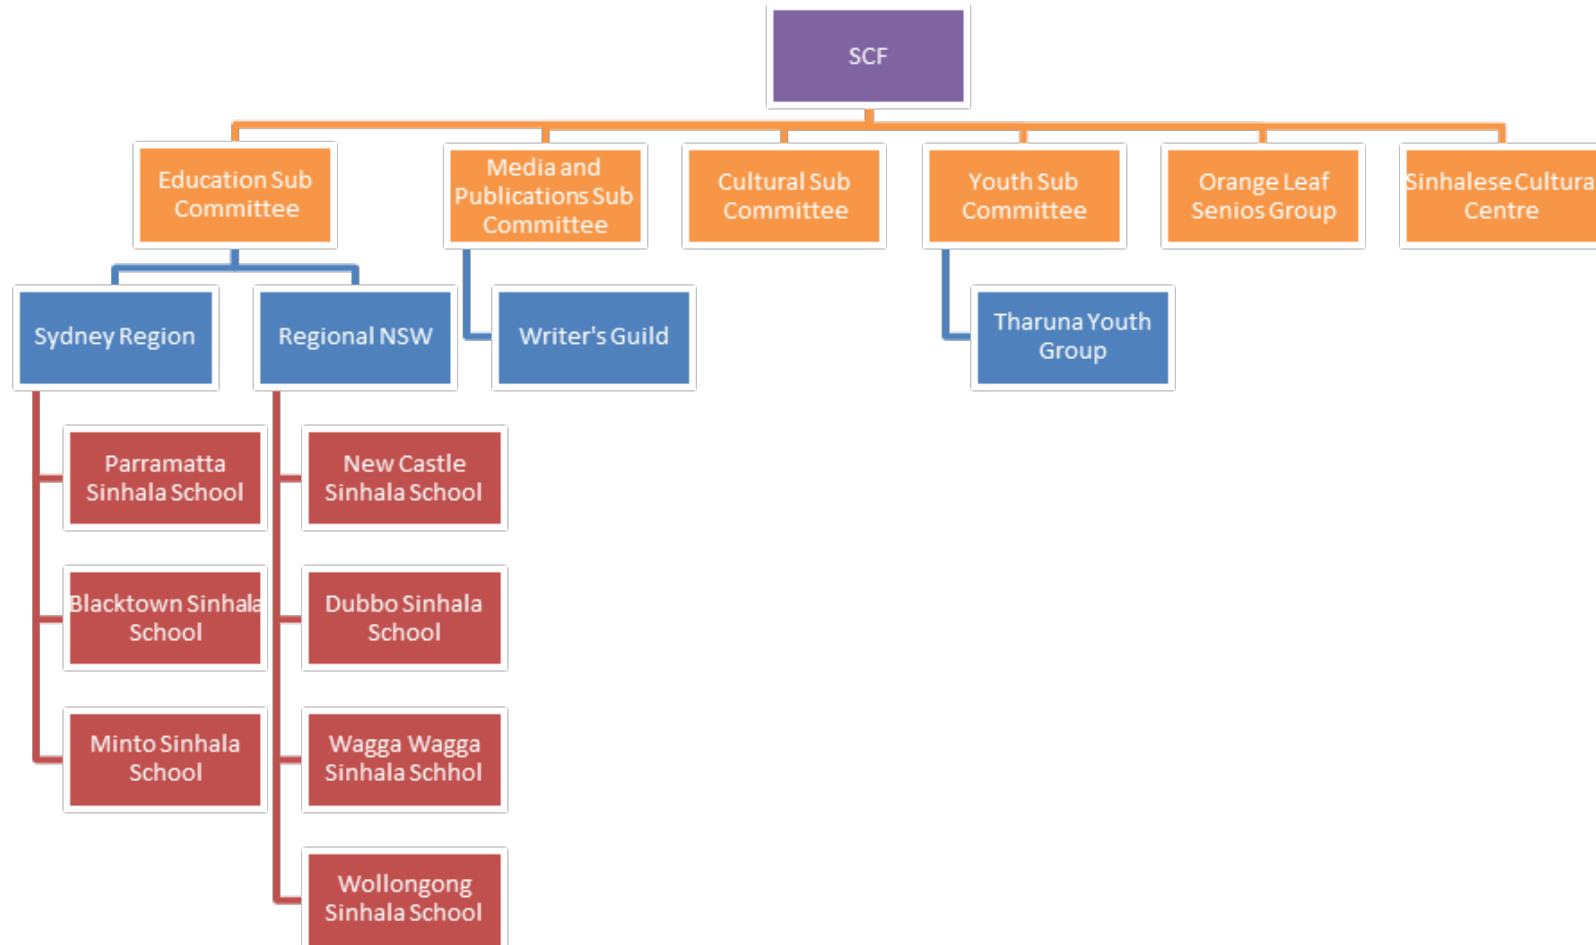 SCF
Education Sub
Committee
Media and
Publications Sub
Committee
Cultural Sub
Committee
Youth Sub
Committee
Orange Leaf
Senios Group
Sinhalese Cultura
Centre
Sydney Region
Regional NSW
Writer's Guild
Tharuna Youth
Group
Parramatta
Sinhala School
New Castle
Sinhala School
Blacktown Sinhala
School
Dubbo Sinhala
School
Minto Sinhala
School
Wagga Wagga
Sinhala Schhol
Wollongong
Sinhala School